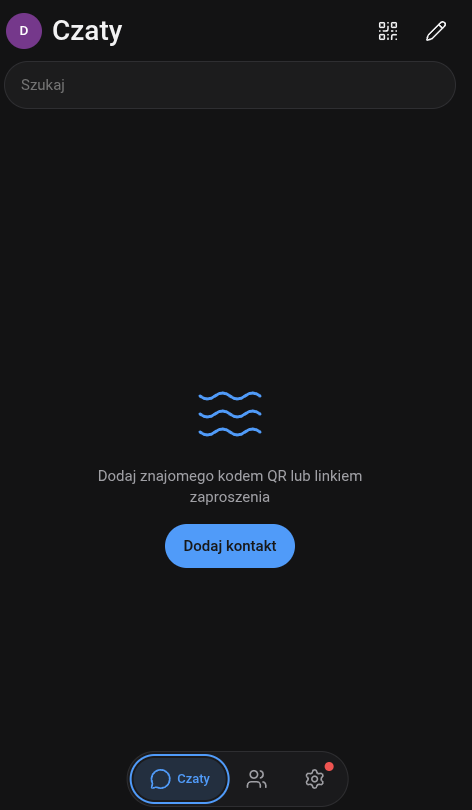 D
Czaty
Szukaj
Dodaj znajomego kodem QR lub linkiem
zaproszenia
Dodaj kontakt
Czaty